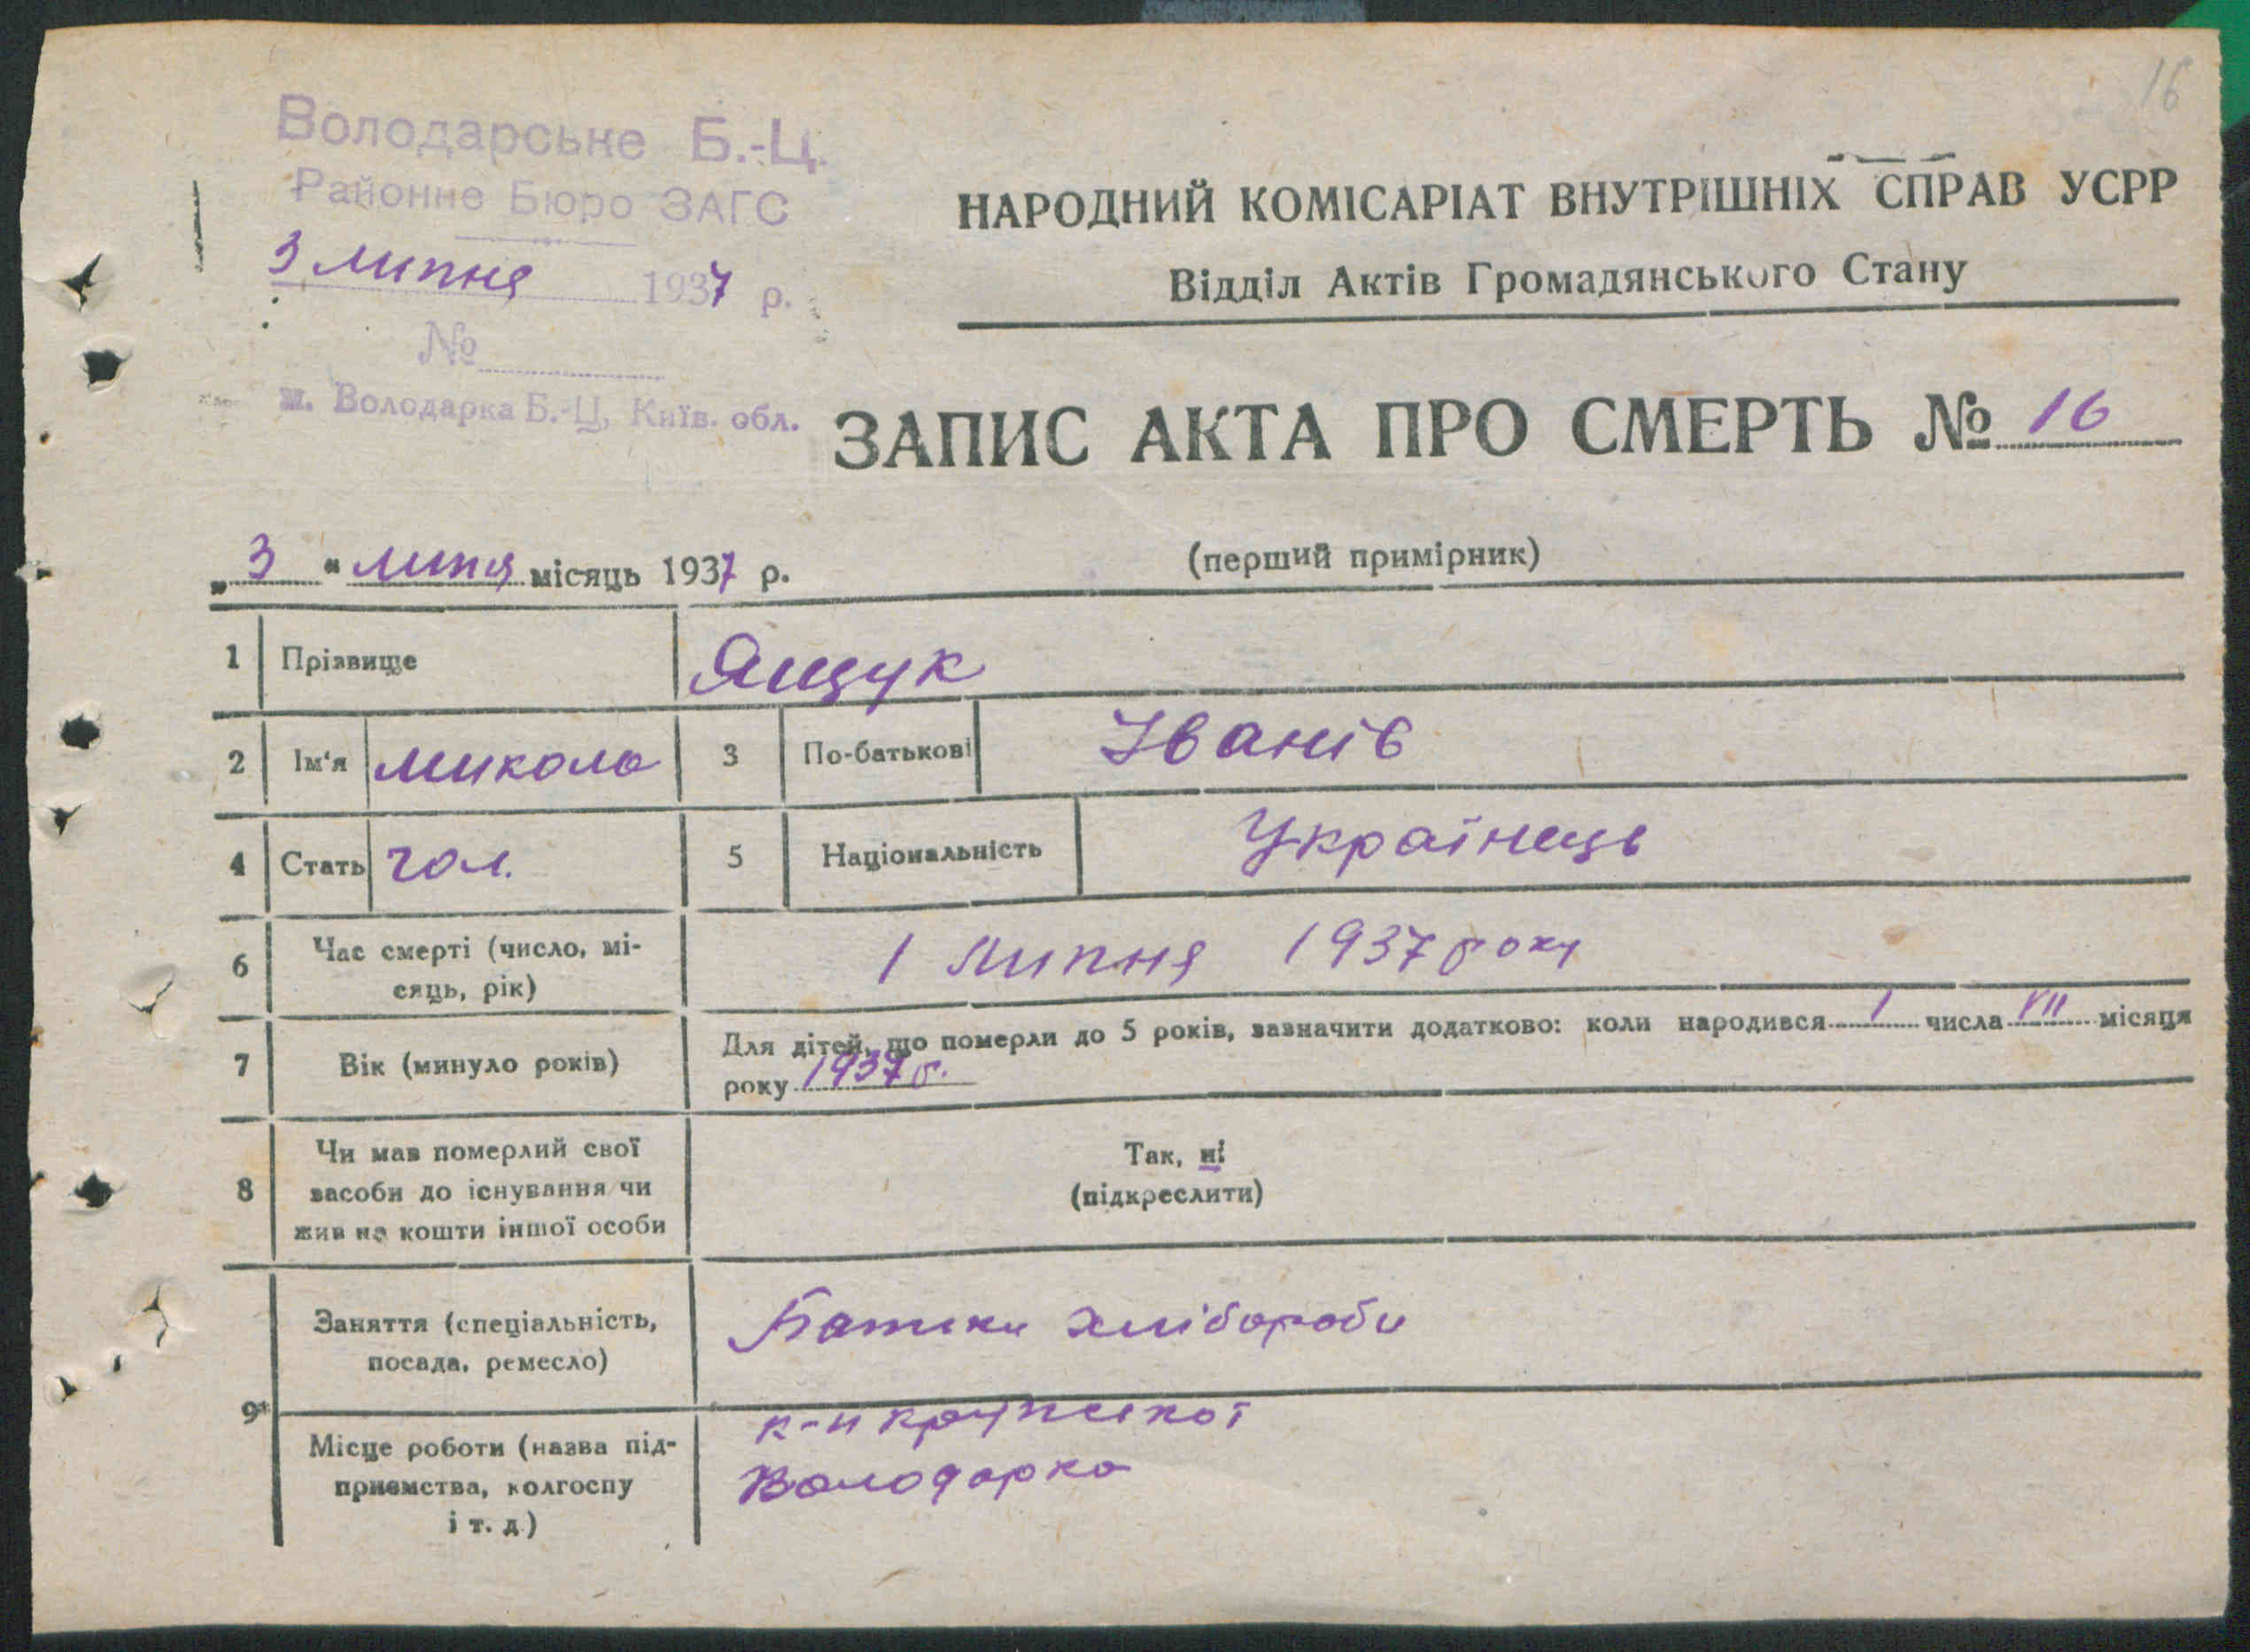 16
Володарське Б.-Ц.
Районне Бюро ЗАГС
3 липня 1937 р.
№
м. Володарка Б.-Ц, Київ. обл.
НАРОДНИЙ КОМІСАРІАТ ВНУТРІШНІХ СПРАВ УСРР
Відділ Актів Громадянського Стану
ЗАПИС АКТА ПРО СМЕРТЬ № 16
(перший примірник)
„3“ липня місяць 1937 р.
1 Прізвище Ящук
2 Ім'я Микола 3 По-батькові Іванів
4 Стать чол. 5 Національність Українець
6 Час смерті (число, мі-
сяць, рік) 1 Липня 1937 року
7 Вік (минуло років) Для дітей, що померли до 5 років, зазначити додатково: коли народився 1 числа VII місяця
року 1937 р.
8 Чи мав померлий свої
засоби до існування чи
жив на кошти іншої особи
Так, ні
(підкреслити)
9* Заняття (спеціальність,
посада, ремесло) Батьки хлібороби
Місце роботи (назва під-
приємства, колгоспу
і т. д.)
к-п Крупської
Володарка